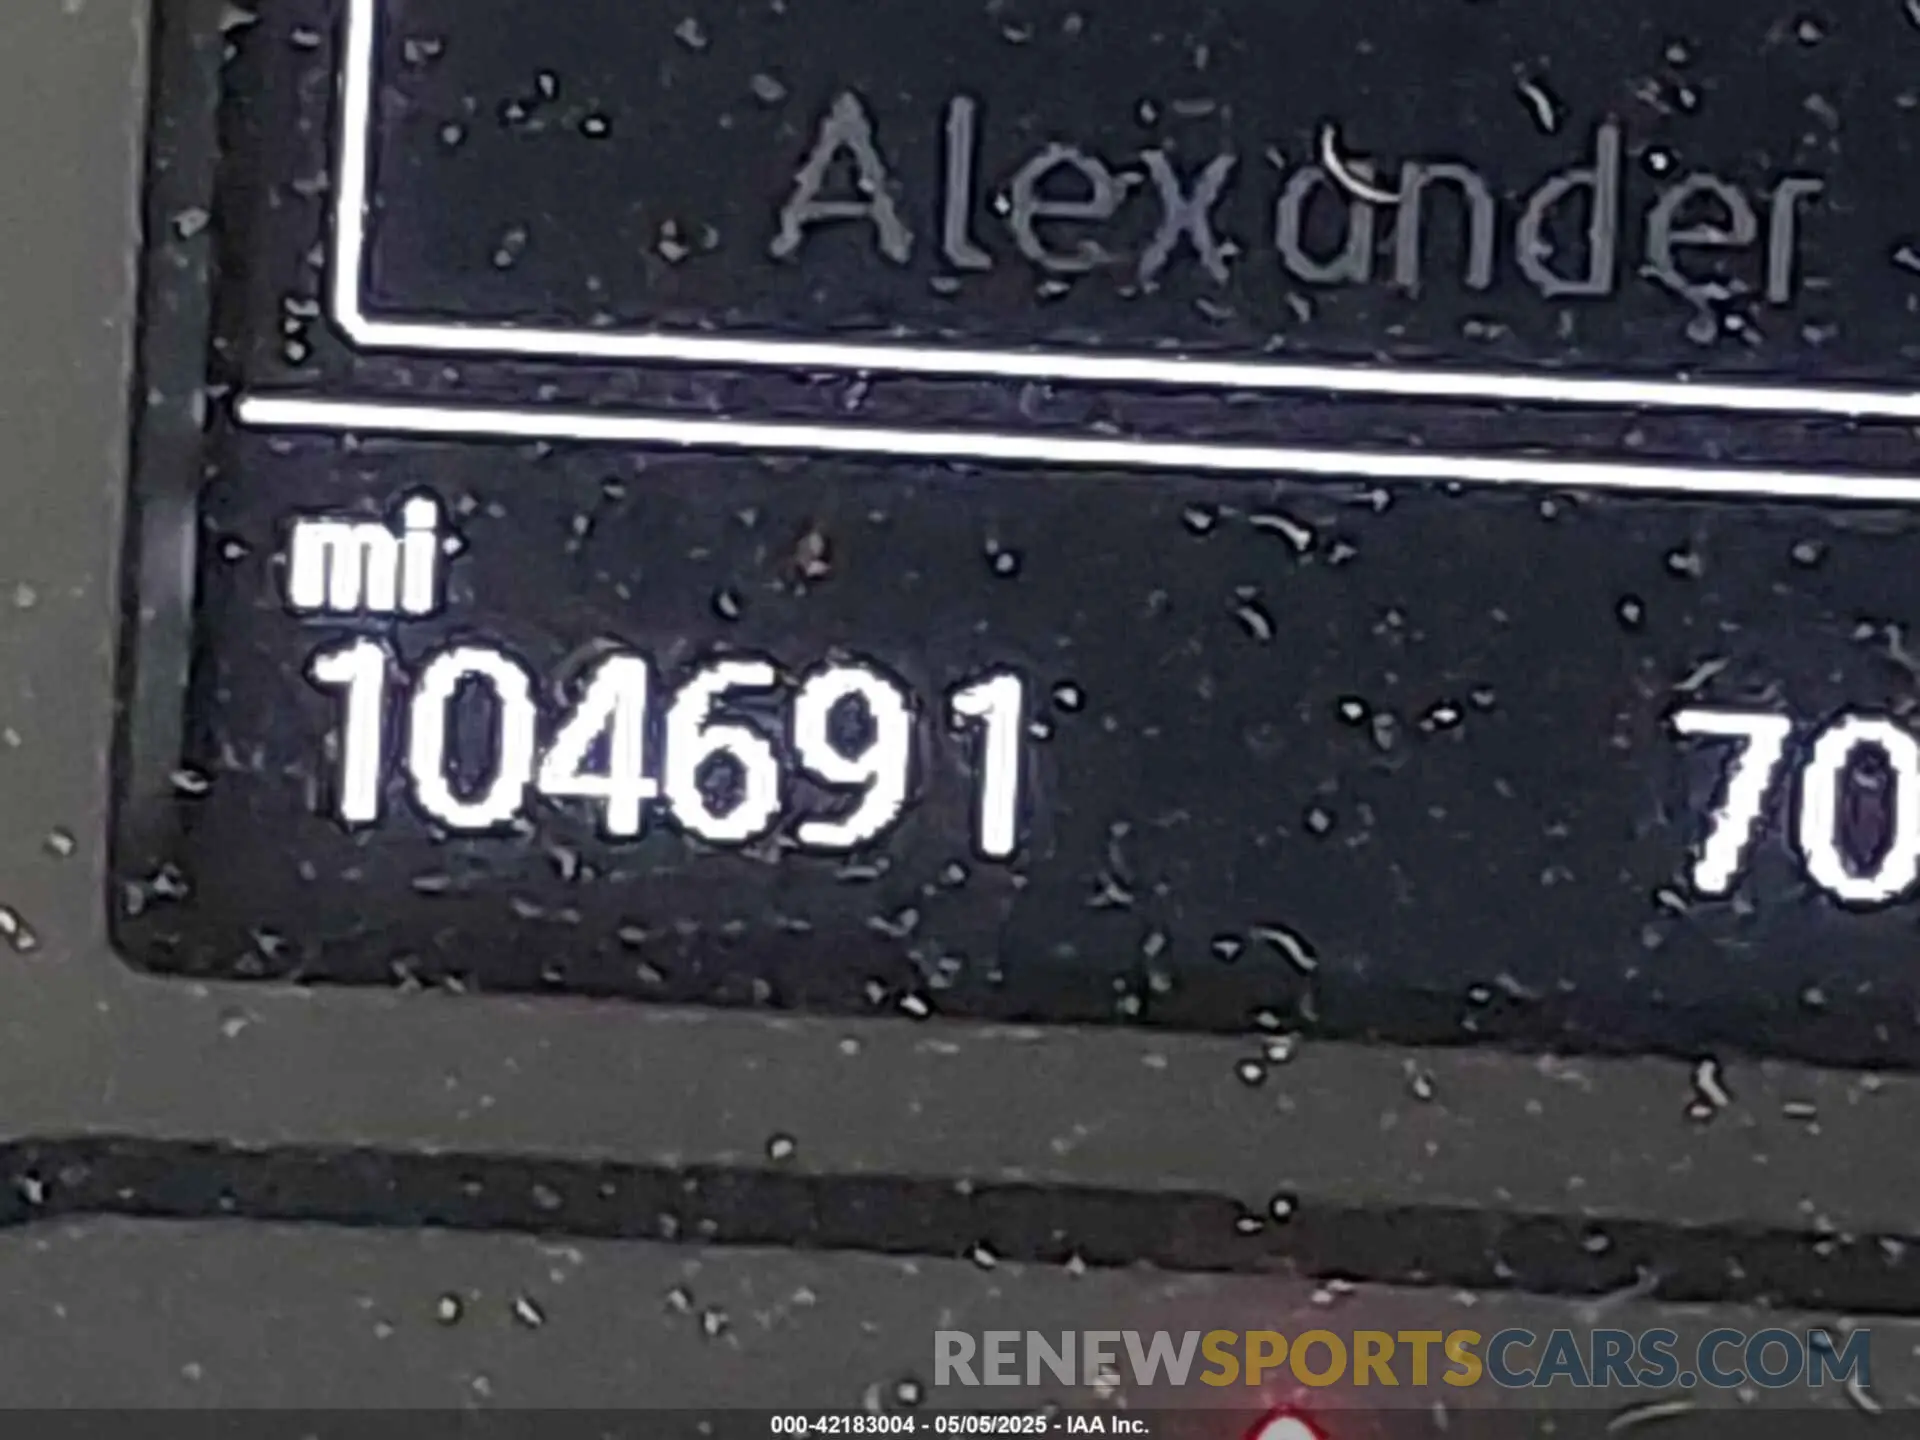 Alexander
mi
104691 70
RENEWSPORTSCARS.COM
000-42183004 - 05/05/2025 - IAA Inc.